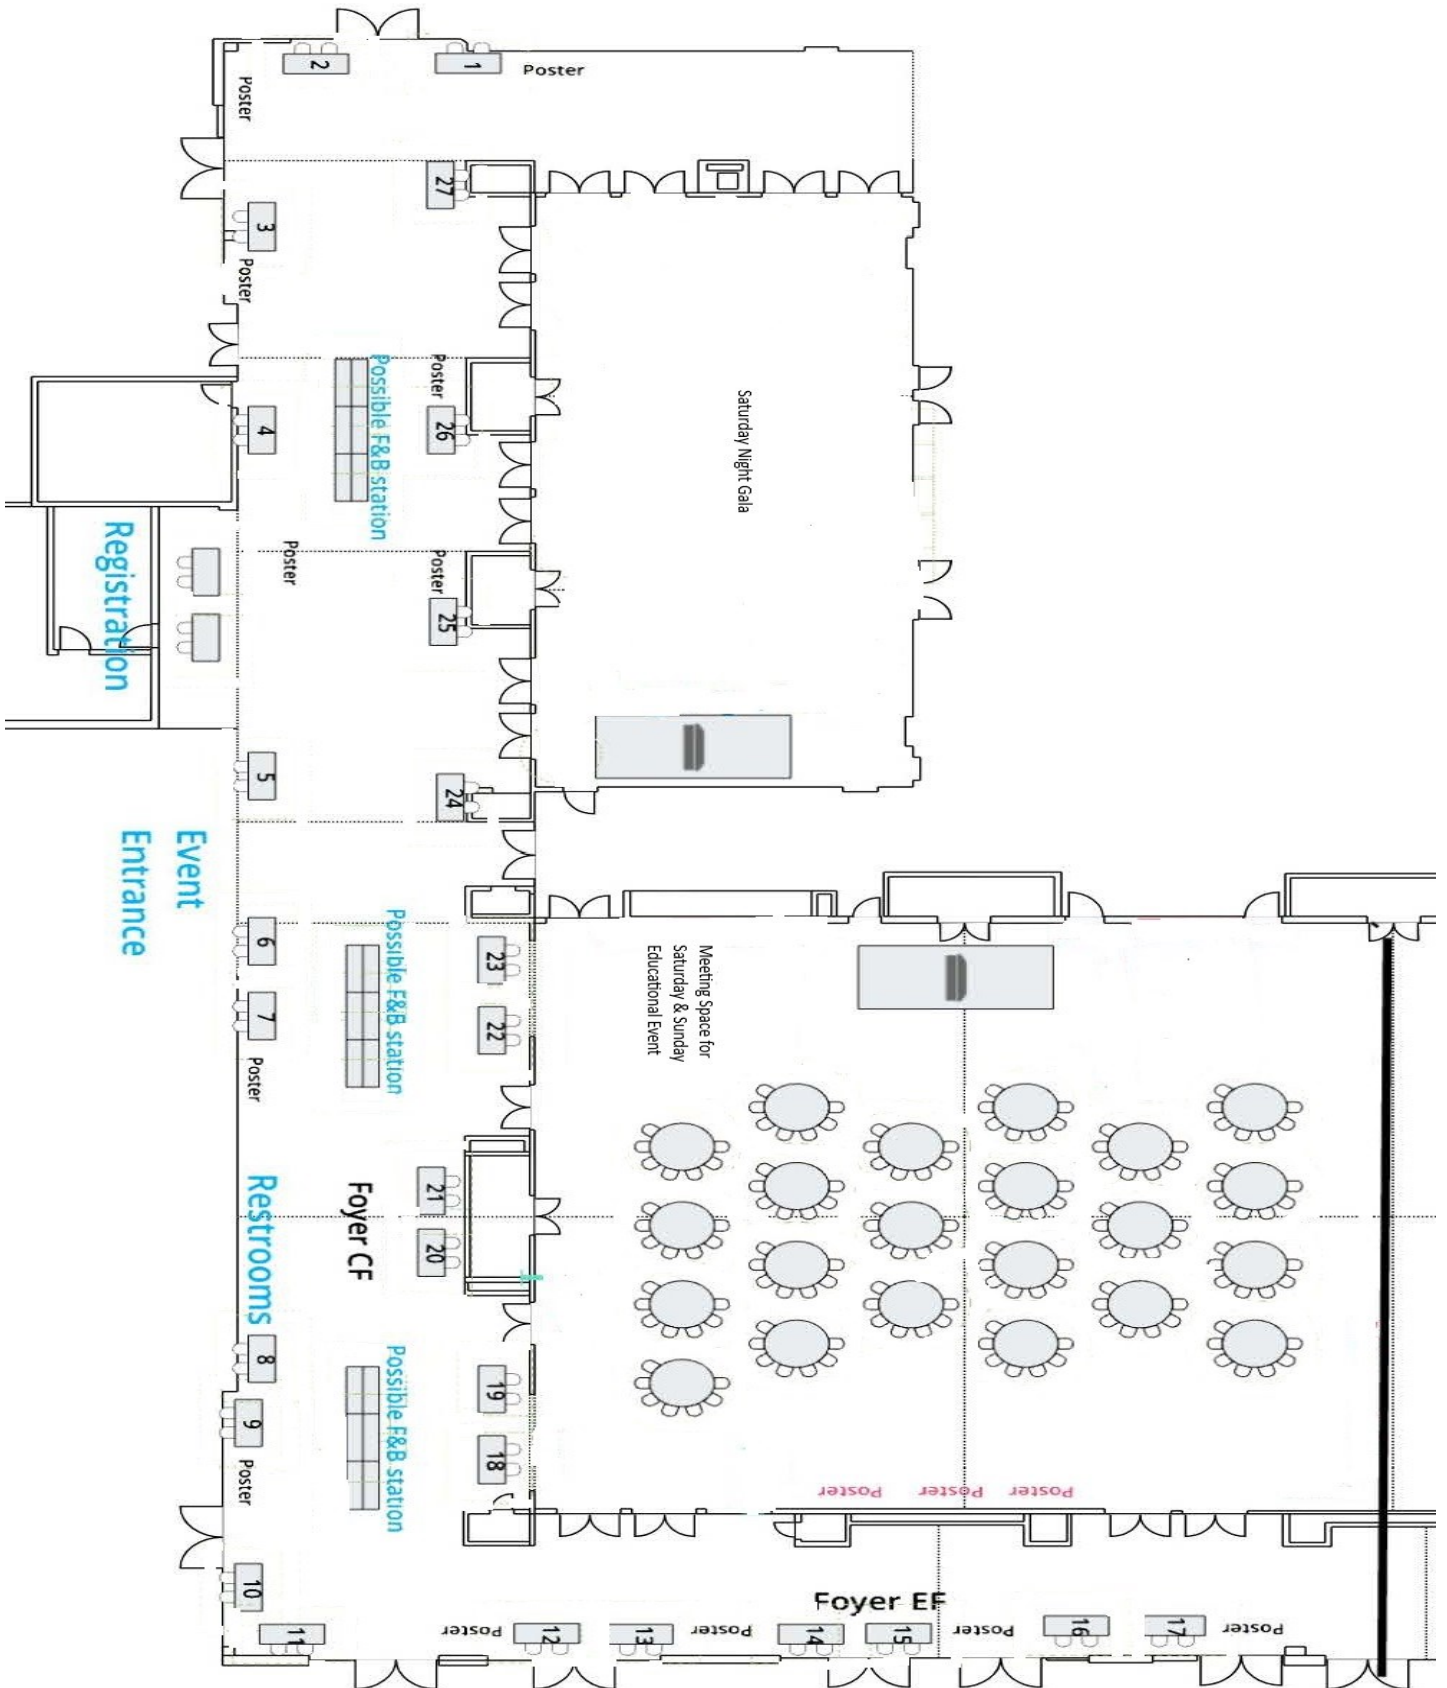 2
1
Poster
Poster
27
3
Poster
Possible F&B station
Poster
4
26
Saturday Night Gala
Registration
Poster
Poster
25
5
24
Event
Entrance
Possible F&B station
6
23
Meeting Space for
Saturday & Sunday
Educational Event
7
22
Poster
21
Restrooms
Foyer CF
20
8
Possible F&B station
19
9
18
Poster
Poster
Poster
Poster
10
Foyer EF
11
Poster
12
13
Poster
14
15
Poster
16
17
Poster